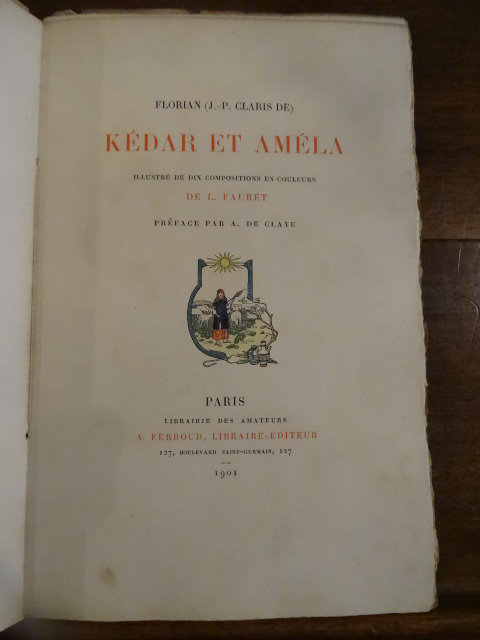 FLORIAN (J.-P. CLARIS DE)
KÉDAR ET AMÉLA
ILLUSTRÉ DE DIX COMPOSITIONS EN COULEURS
DE L. FAURET
PRÉFACE PAR A. DE CLAYE
PARIS
LIBRAIRIE DES AMATEURS
A. FERROUD, LIBRAIRE-ÉDITEUR
127, BOULEVARD SAINT-GERMAIN, 127
1901